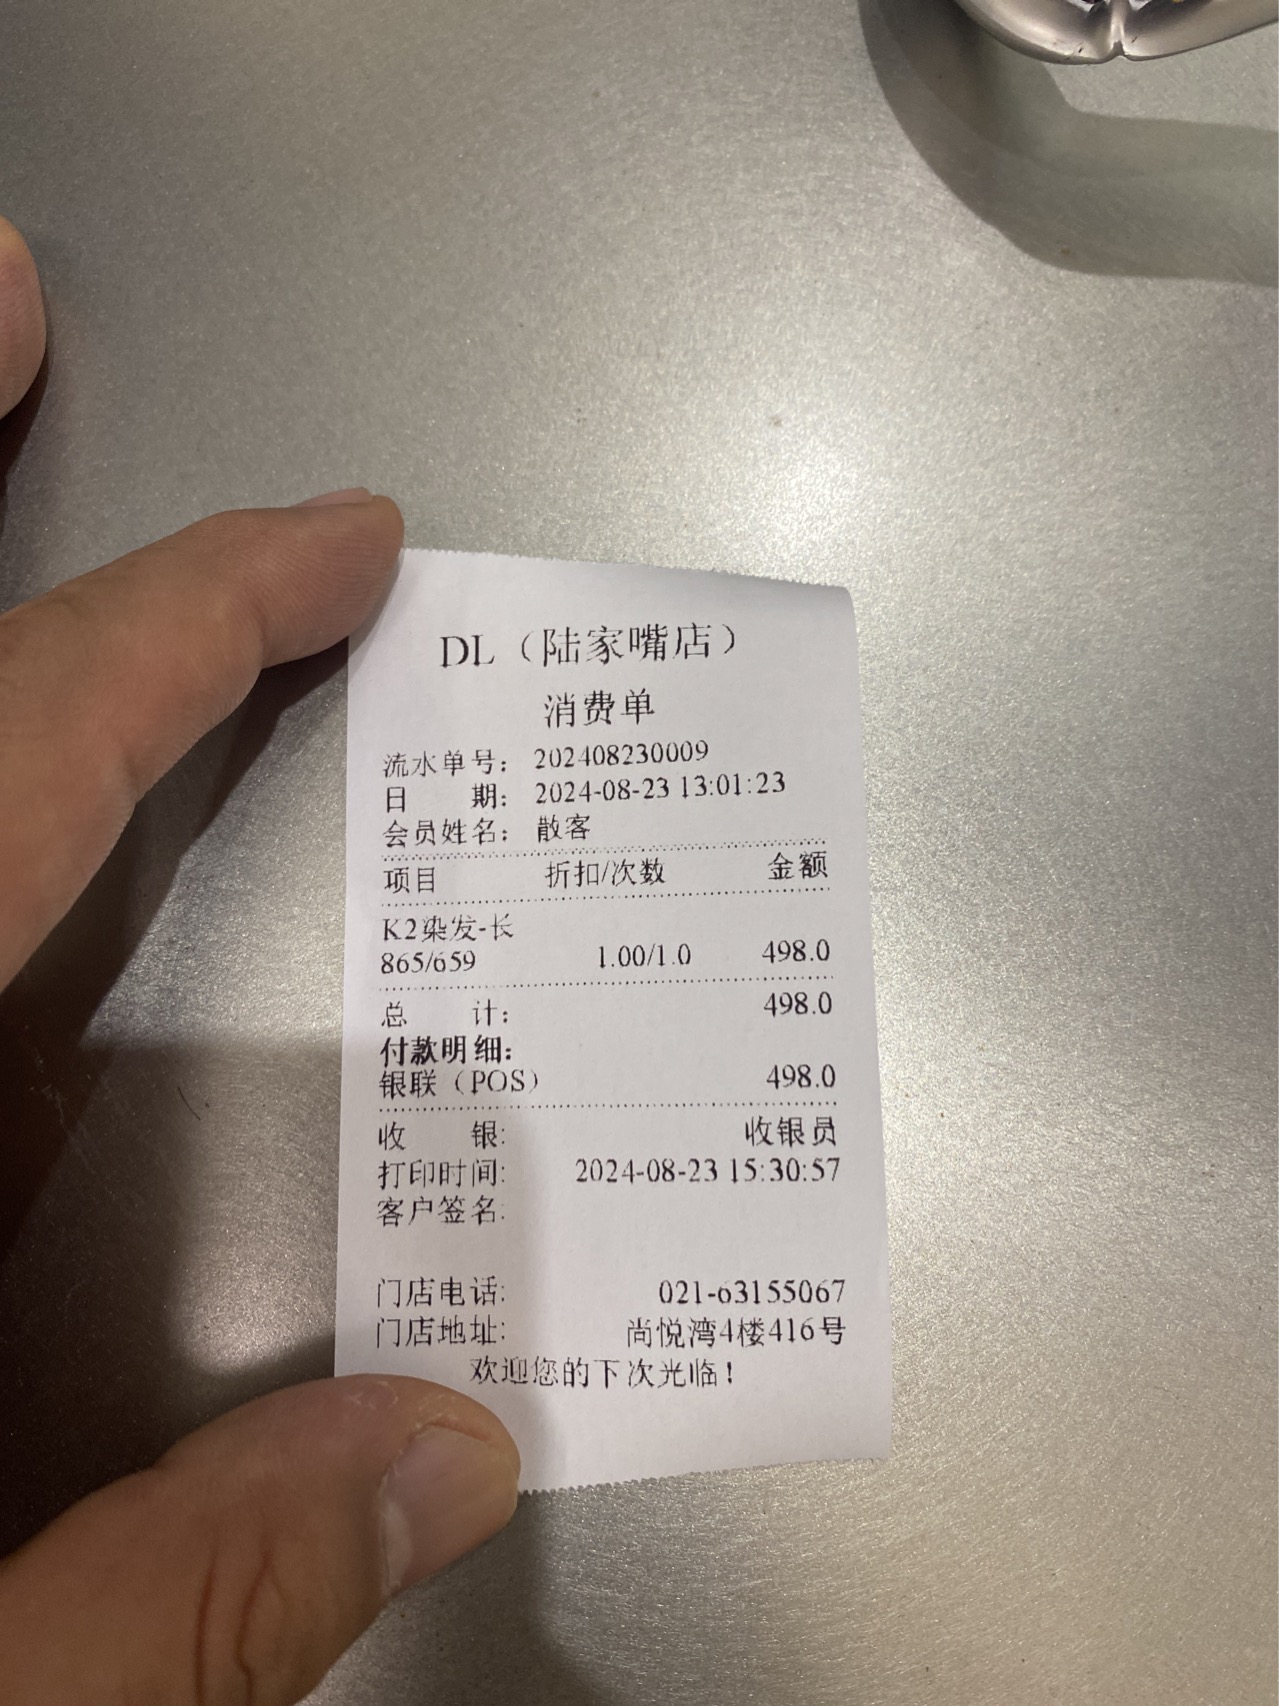 DL（陆家嘴店）
消费单
流水单号： 202408230009
日 期： 2024-08-23 13:01:23
会员姓名： 散客
项目 折扣/次数 金额
K2染发-长
865/659 1.00/1.0 498.0
总 计： 498.0
付款明细：
银联（POS） 498.0
收 银: 收银员
打印时间: 2024-08-23 15:30:57
客户签名:
门店电话: 021-63155067
门店地址: 尚悦湾4楼416号
欢迎您的下次光临！